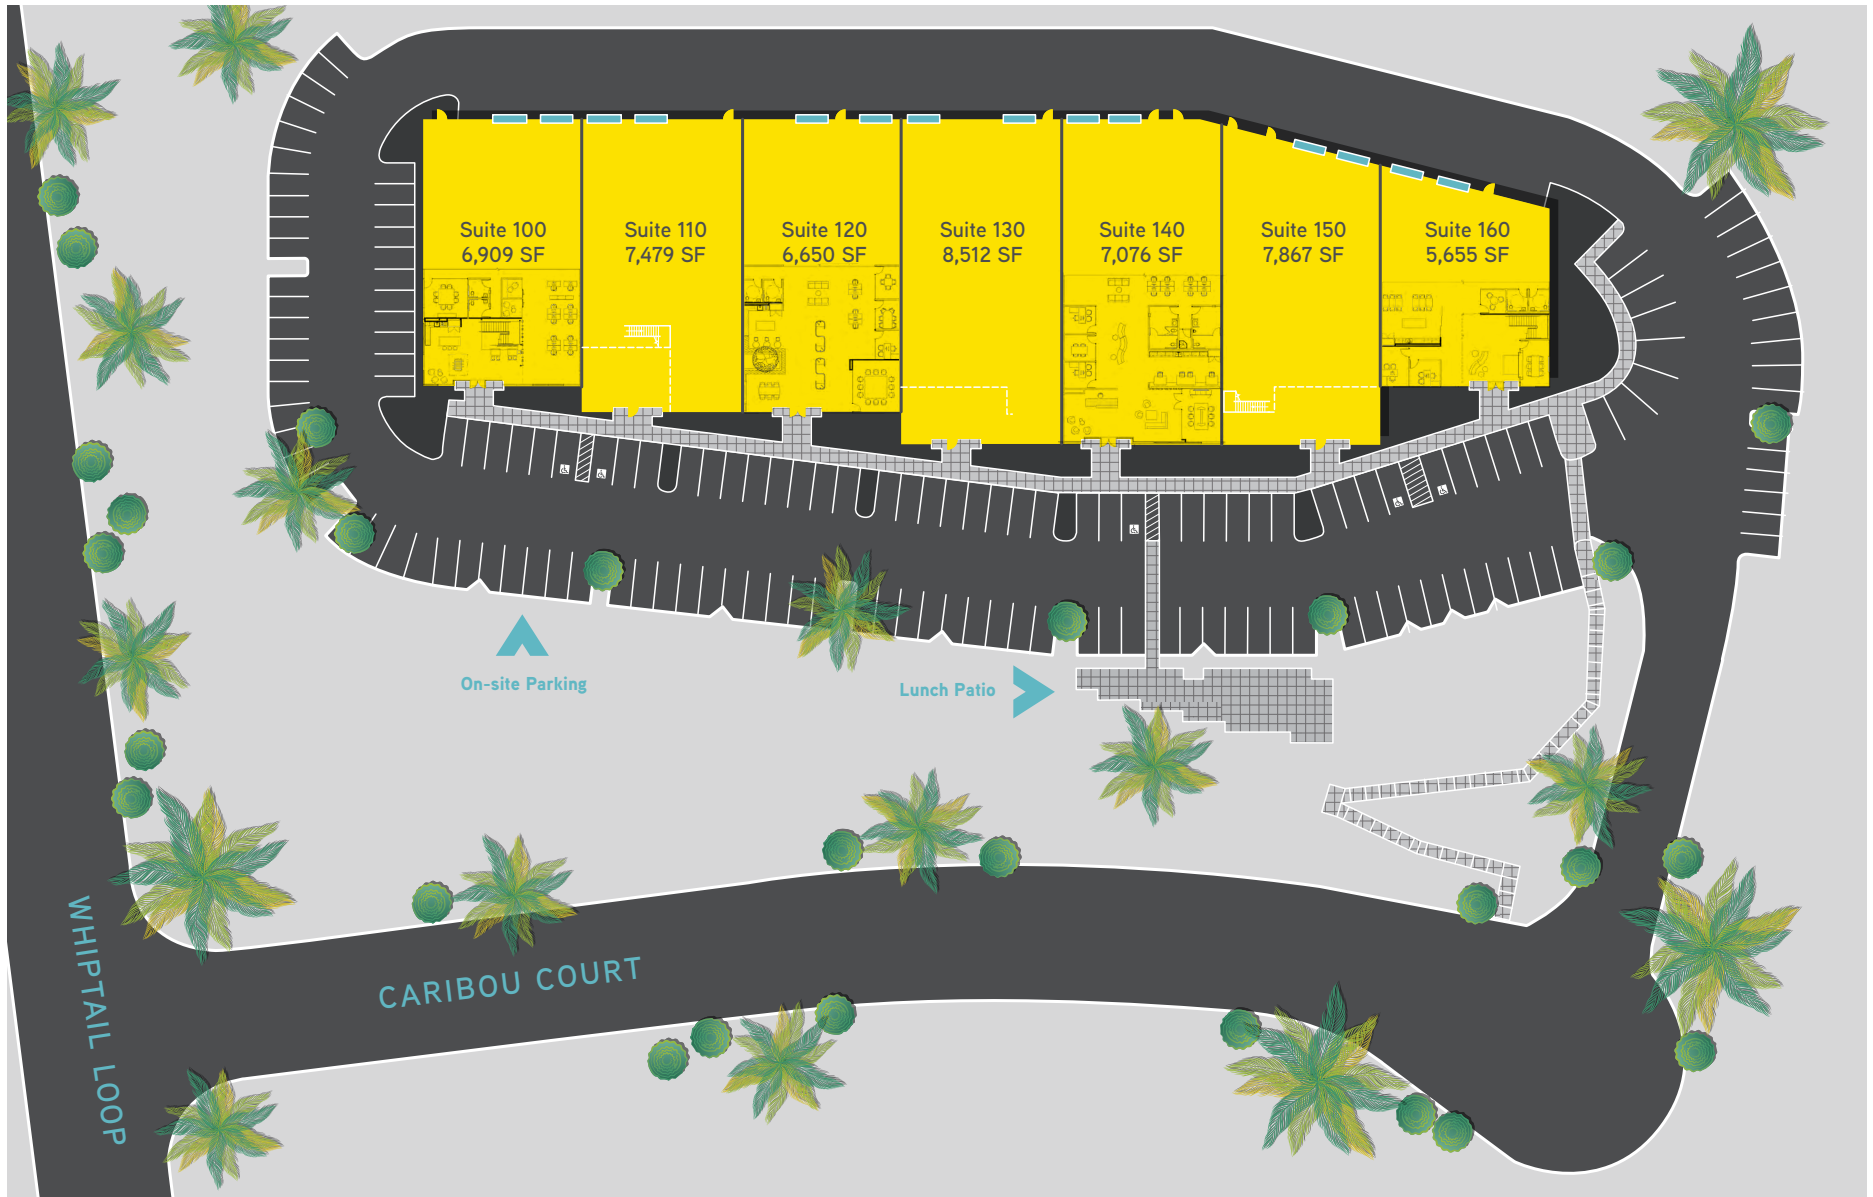 Suite 100
6,909 SF
Suite 110
7,479 SF
Suite 120
6,650 SF
Suite 130
8,512 SF
Suite 140
7,076 SF
Suite 150
7,867 SF
Suite 160
5,655 SF
On-site Parking
Lunch Patio
WHIPTAIL LOOP
CARIBOU COURT